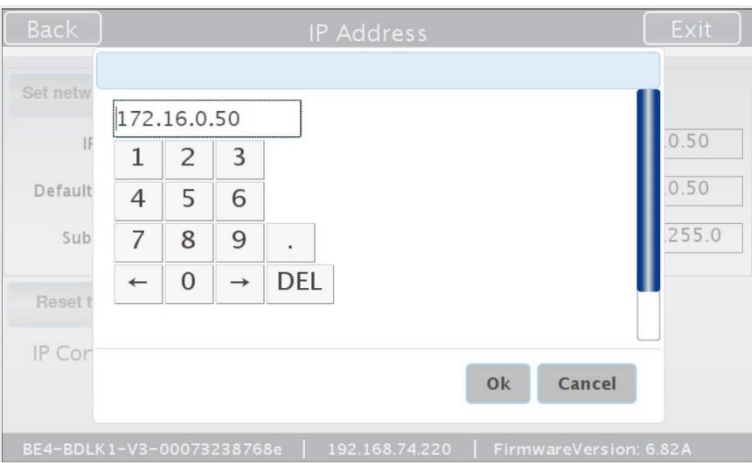 Back IP Address Exit
Set netw
172.16.0.50
IP .0.50
1 2 3
Default .0.50
4 5 6
Sub .255.0
7 8 9 .
← 0 → DEL
Reset t
IP Cor
Ok Cancel
BE4-BDLK1-V3-00073238768e | 192.168.74.220 | FirmwareVersion: 6.82A